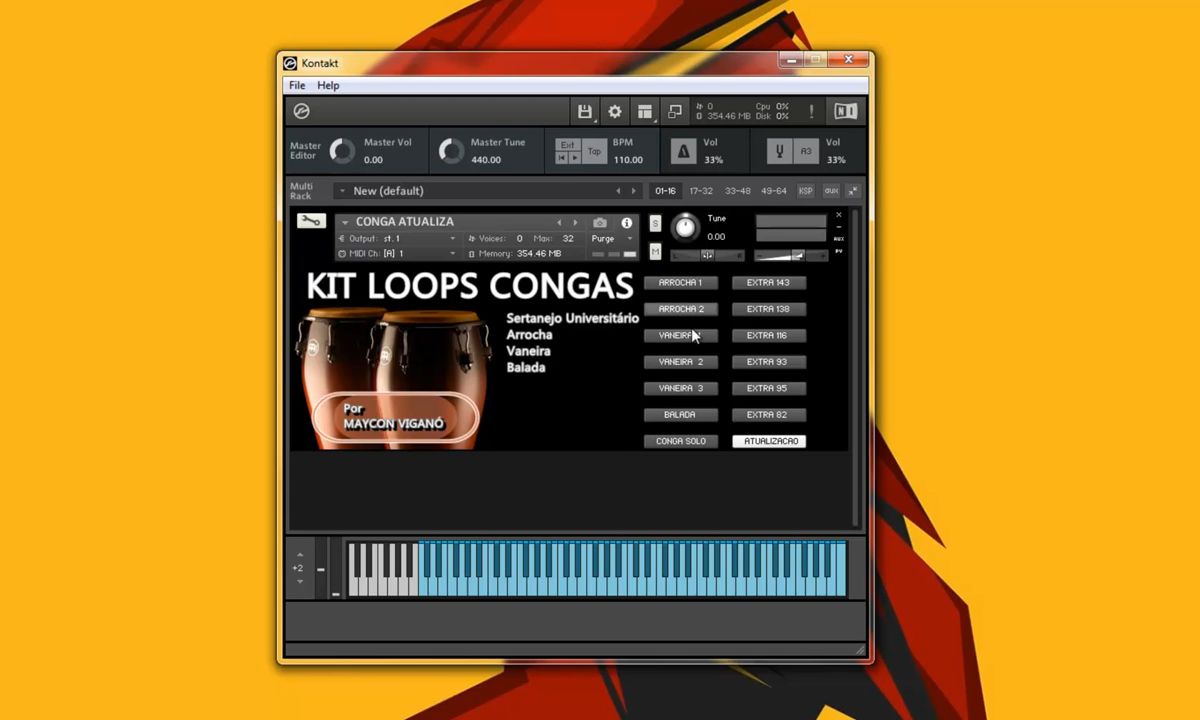 Kontakt
File Help
0 Cpu 0%
354.46 MB Disk 0%
!
Master Editor
Master Vol
0.00
Master Tune
440.00
Ext
Tap
BPM
110.00
Vol
33%
A3
Vol
33%
Multi Rack
New (default)
01-16 17-32 33-48 49-64 KSP aux
CONGA ATUALIZA
Output: st.1
Voices: 0 Max: 32 Purge
MIDI Ch: [A] 1
Memory: 354.46 MB
S
M
Tune
0.00
AUX
PV
KIT LOOPS CONGAS
Sertanejo Universitário
Arrocha
Vaneira
Balada
Por
MAYCON VIGANÓ
ARROCHA 1 EXTRA 143
ARROCHA 2 EXTRA 138
VANEIRA EXTRA 116
VANEIRA 2 EXTRA 93
VANEIRA 3 EXTRA 95
BALADA EXTRA 82
CONGA SOLO ATUALIZACAO
+2